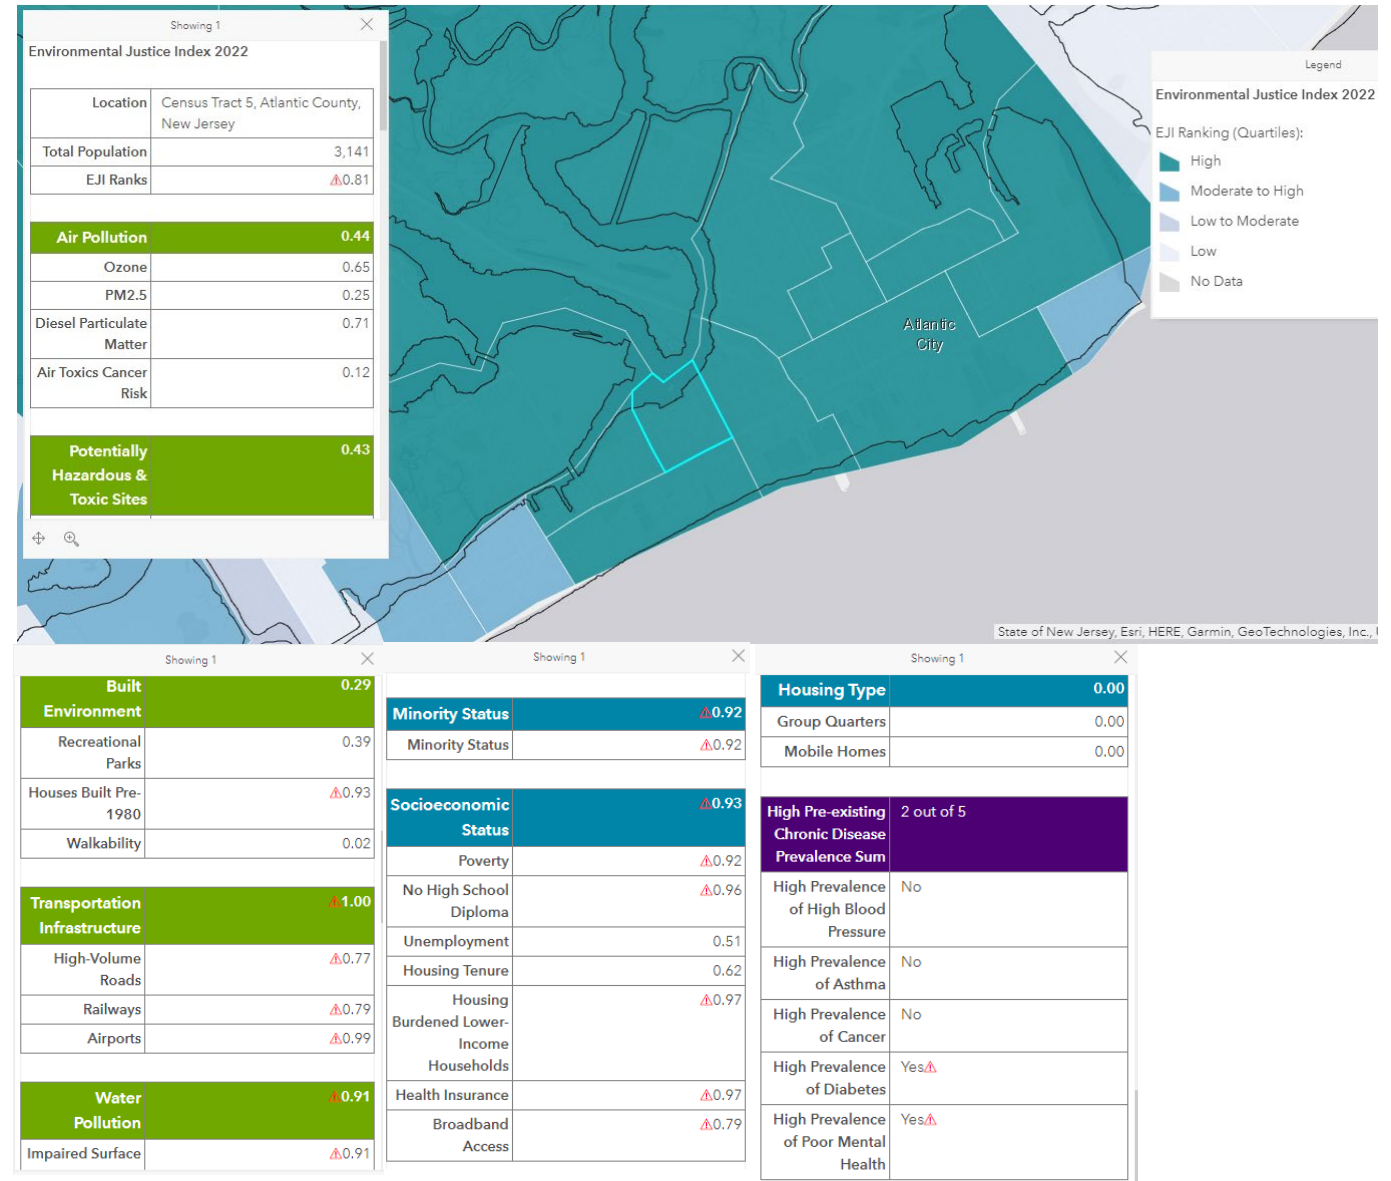 Showing 1
Environmental Justice Index 2022
Location Census Tract 5, Atlantic County,
New Jersey
Total Population 3,141
EJI Ranks 0.81
Air Pollution 0.44
Ozone 0.65
PM2.5 0.25
Diesel Particulate 0.71
Matter
Air Toxics Cancer 0.12
Risk
Potentially 0.43
Hazardous &
Toxic Sites
Atlantic
City
Legend
Environmental Justice Index 2022
EJI Ranking (Quartiles):
High
Moderate to High
Low to Moderate
Low
No Data
State of New Jersey, Esri, HERE, Garmin, GeoTechnologies, Inc.,
Showing 1
Built 0.29
Environment
Recreational 0.39
Parks
Houses Built Pre- 0.93
1980
Walkability 0.02
Transportation 1.00
Infrastructure
High-Volume 0.77
Roads
Railways 0.79
Airports 0.99
Water 0.91
Pollution
Impaired Surface 0.91
Showing 1
Minority Status 0.92
Minority Status 0.92
Socioeconomic 0.93
Status
Poverty 0.92
No High School 0.96
Diploma
Unemployment 0.51
Housing Tenure 0.62
Housing 0.97
Burdened Lower-
Income
Households
Health Insurance 0.97
Broadband 0.79
Access
Showing 1
Housing Type 0.00
Group Quarters 0.00
Mobile Homes 0.00
High Pre-existing 2 out of 5
Chronic Disease
Prevalence Sum
High Prevalence No
of High Blood
Pressure
High Prevalence No
of Asthma
High Prevalence No
of Cancer
High Prevalence Yes
of Diabetes
High Prevalence Yes
of Poor Mental
Health